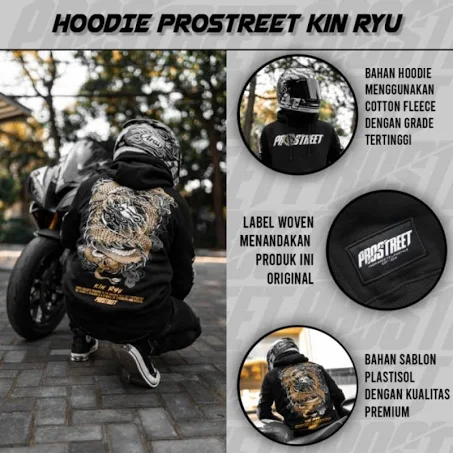 HOODIE PROSTREET KIN RYU
BAHAN HOODIE
MENGGUNAKAN
COTTON FLEECE
DENGAN GRADE
TERTINGGI
PROSTREET
LABEL WOVEN
MENANDAKAN
PRODUK INI
ORIGINAL
PROSTREET
KIN RYU
PROSTREET
BAHAN SABLON
PLASTISOL
DENGAN KUALITAS
PREMIUM